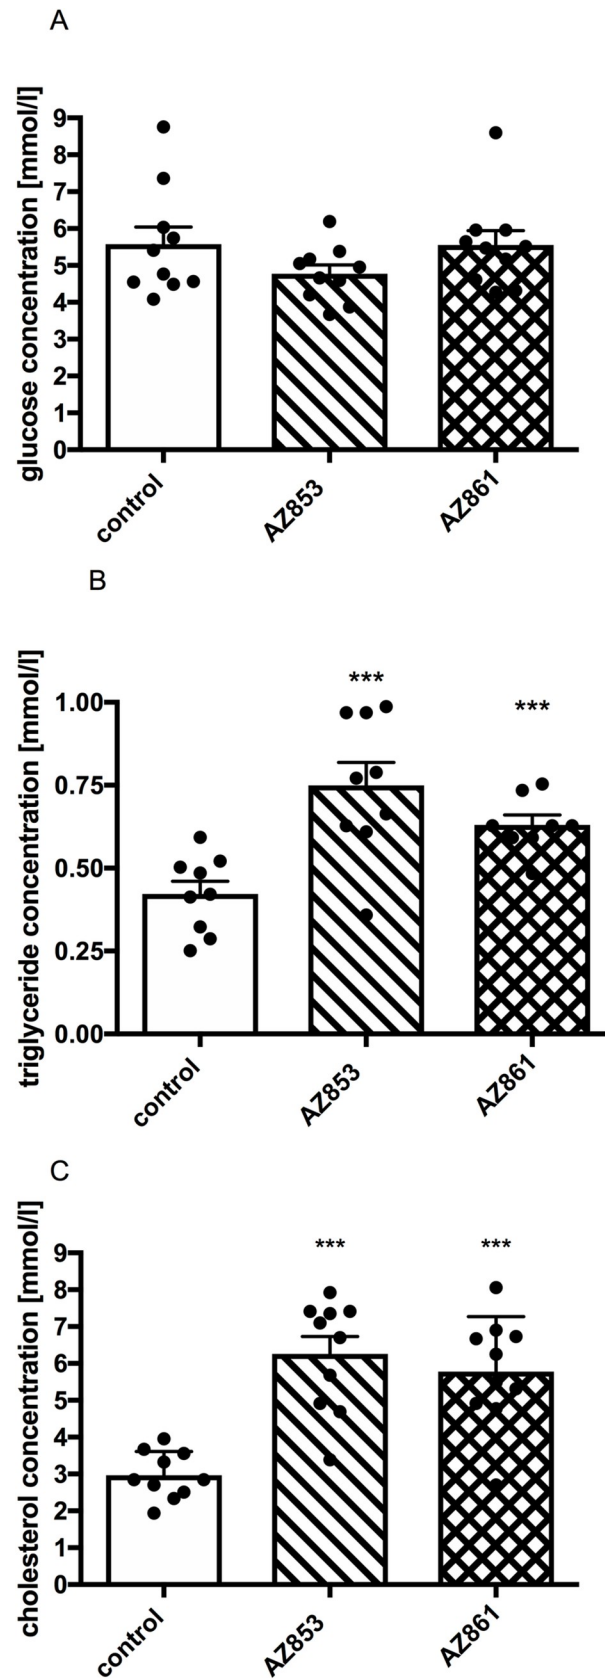 A
glucose concentration [mmol/l]
9
8
7
6
5
4
3
2
1
0
control
AZ853
AZ861
B
triglyceride concentration [mmol/l]
***
***
1.00
0.75
0.50
0.25
0.00
control
AZ853
AZ861
C
cholesterol concentration [mmol/l]
***
***
9
8
7
6
5
4
3
2
1
0
control
AZ853
AZ861